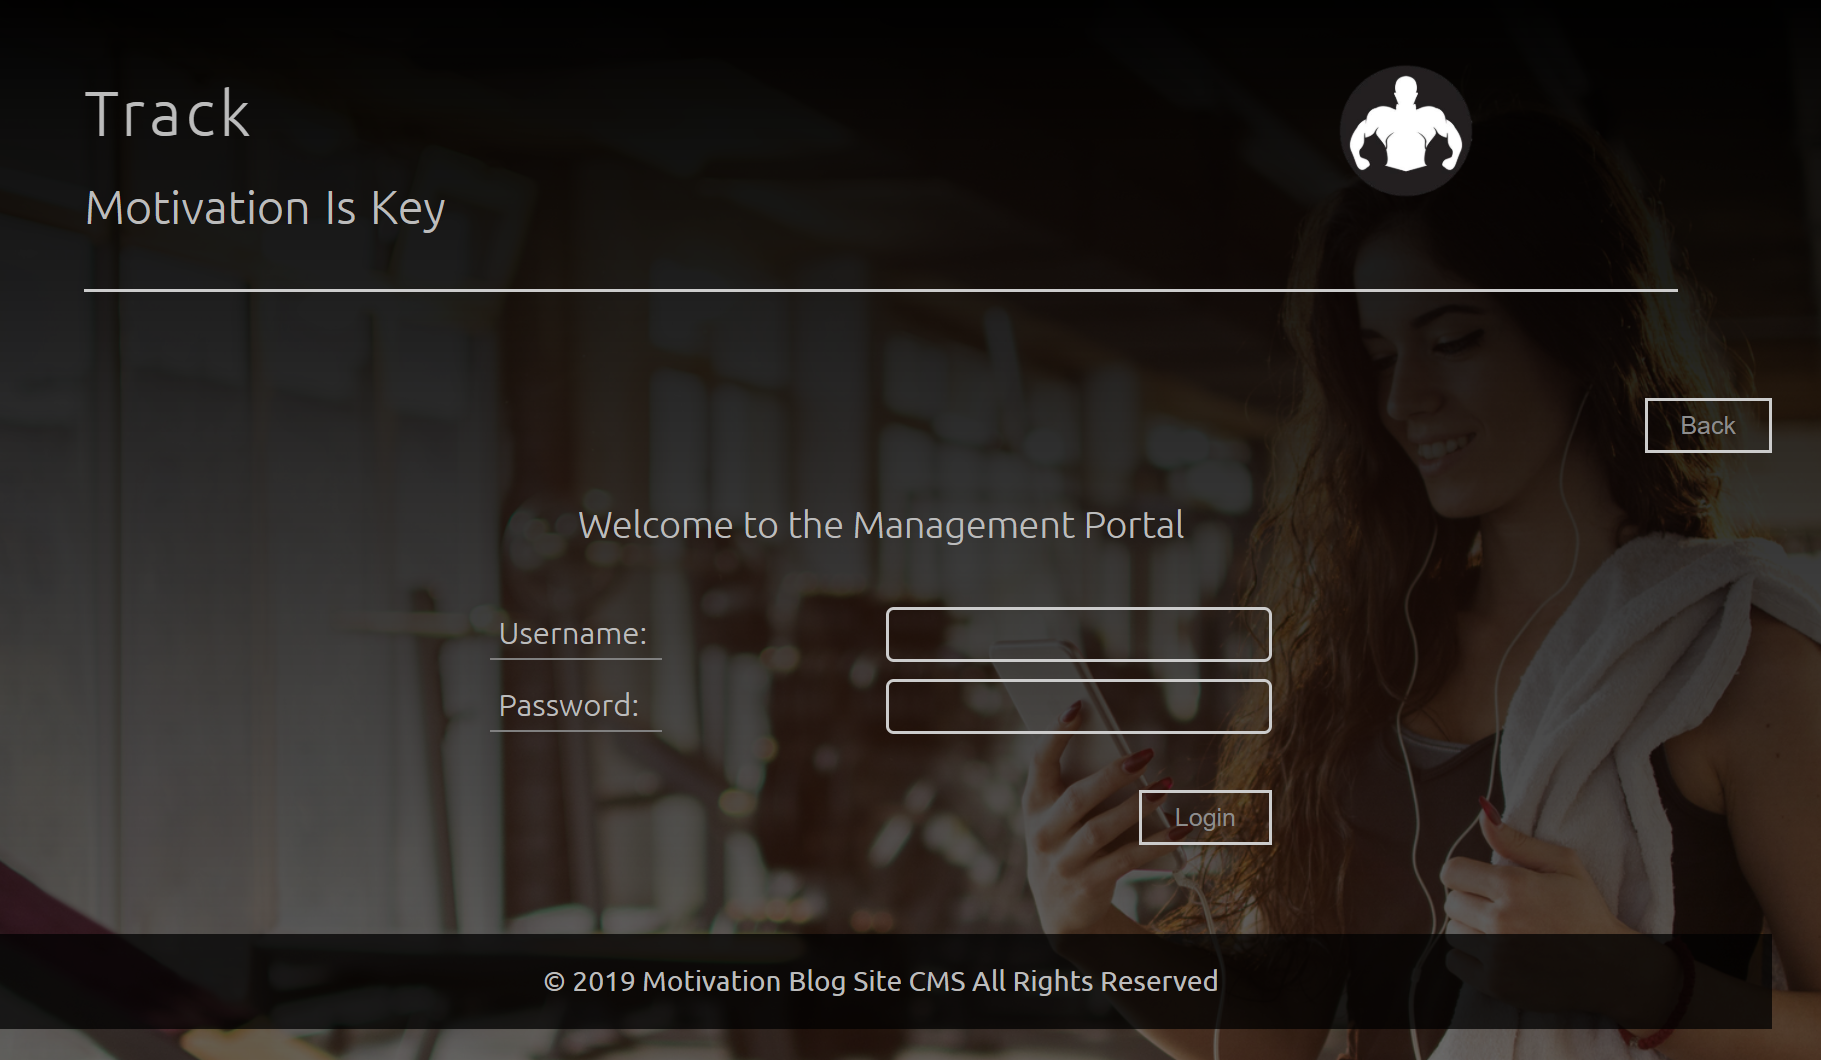 Track
Motivation Is Key
Back
Welcome to the Management Portal
Username:
Password:
Login
© 2019 Motivation Blog Site CMS All Rights Reserved